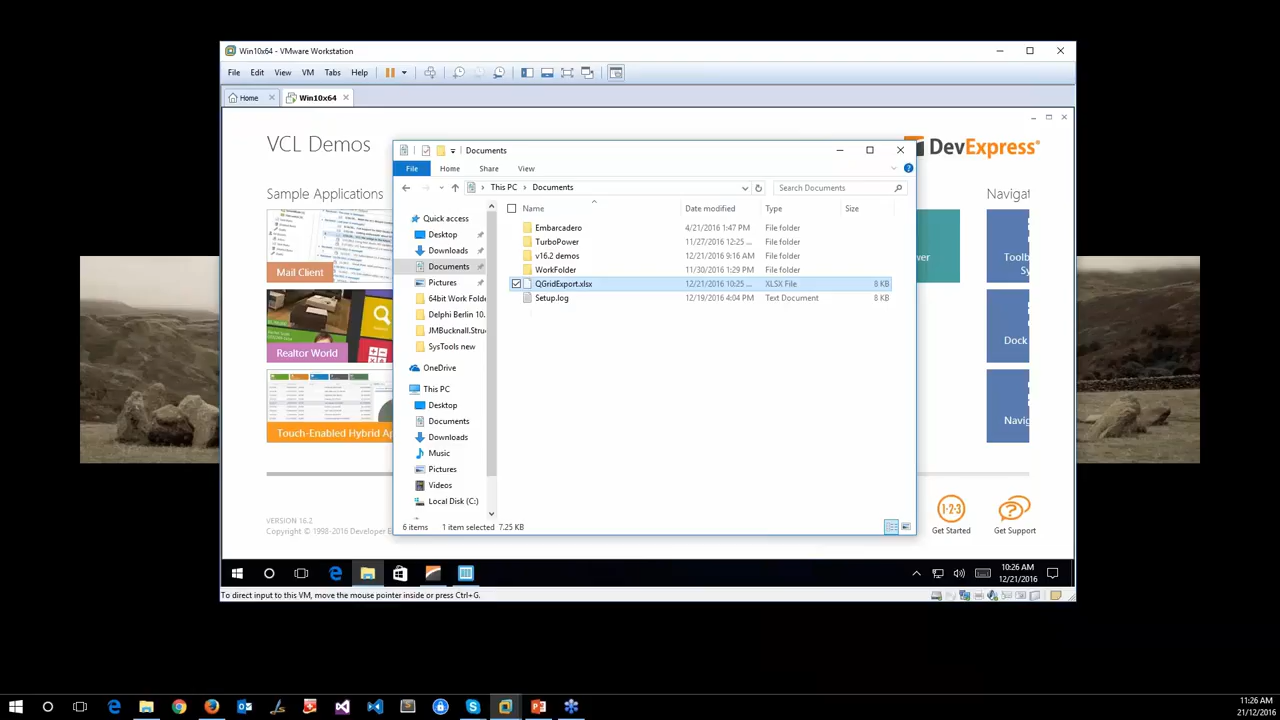 Win10x64 - VMware Workstation
File Edit View VM Tabs Help
Home Win10x64
VCL Demos
DevExpress
Sample Applications
Navigat
Mail Client
Realtor World
Touch-Enabled Hybrid Ap
er
Toolb
Sy
Dock
Navig
VERSION 16.2
Copyright © 1998-2016 Developer E
1·2·3
Get Started
Get Support
Documents
File Home Share View
This PC Documents
Search Documents
Name Date modified Type Size
Embarcadero 4/21/2016 1:47 PM File folder
TurboPower 11/27/2016 12:25 ... File folder
v16.2 demos 12/21/2016 9:16 AM File folder
WorkFolder 11/30/2016 1:29 PM File folder
QGridExport.xlsx 12/21/2016 10:25 ... XLSX File 8 KB
Setup.log 12/19/2016 4:04 PM Text Document 8 KB
Quick access
Desktop
Downloads
Documents
Pictures
64bit Work Folde
Delphi Berlin 10.
JMBucknall.Stru
SysTools new
OneDrive
This PC
Desktop
Documents
Downloads
Music
Pictures
Videos
Local Disk (C:)
6 items 1 item selected 7.25 KB
10:26 AM
12/21/2016
To direct input to this VM, move the mouse pointer inside or press Ctrl+G.
11:26 AM
21/12/2016